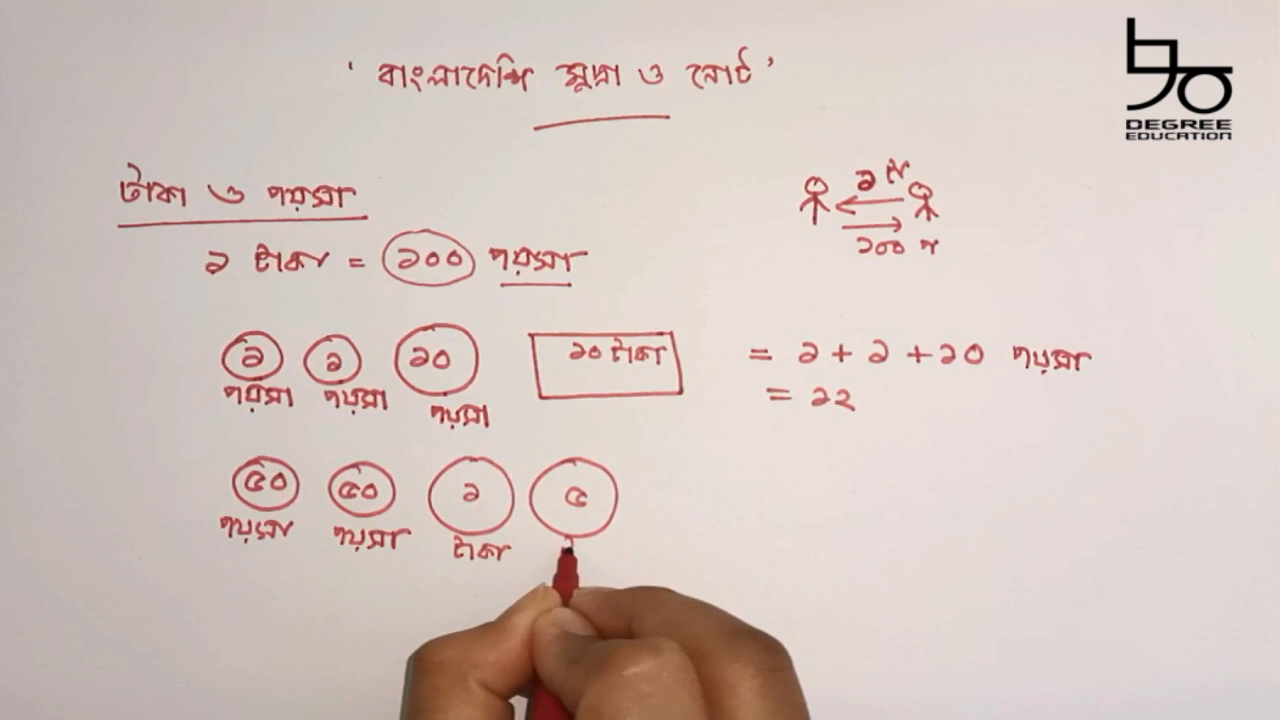 ' বাংলাদেশি মুদ্রা ও নোট '
DEGREE
EDUCATION
টাকা ও পয়সা
১ টাকা = ১০০ পয়সা
১ ট
১০০ প
১ ১ ১০ ১০ টাকা = ১ + ১ + ১০ পয়সা
পয়সা পয়সা পয়সা = ১২
৫০ ৫০ ১ ৫
পয়সা পয়সা টাকা